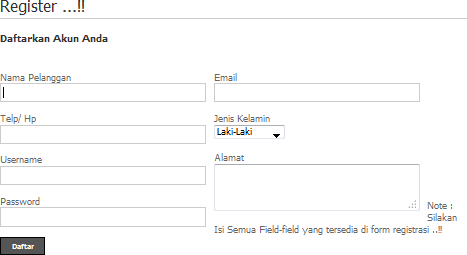 Register ...!!
Daftarkan Akun Anda
Nama Pelanggan
Email
Telp/ Hp
Jenis Kelamin
Laki-Laki
Username
Alamat
Password
Note :
Silakan
Isi Semua Field-field yang tersedia di form registrasi ..!!
Daftar